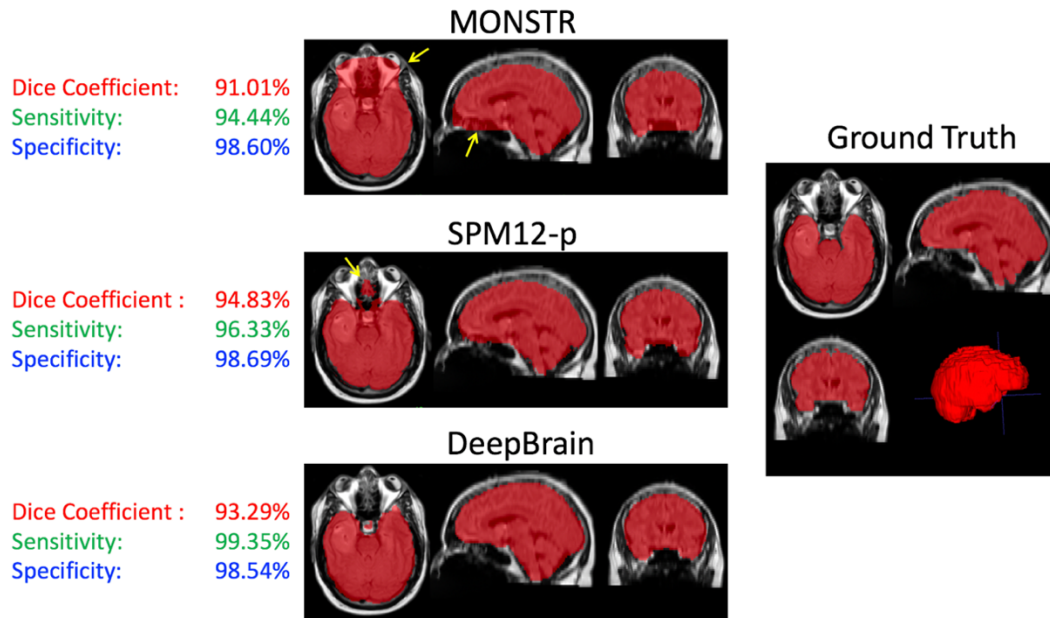 MONSTR
Dice Coefficient: 91.01%
Sensitivity: 94.44%
Specificity: 98.60%
Ground Truth
SPM12-p
Dice Coefficient : 94.83%
Sensitivity: 96.33%
Specificity: 98.69%
DeepBrain
Dice Coefficient : 93.29%
Sensitivity: 99.35%
Specificity: 98.54%